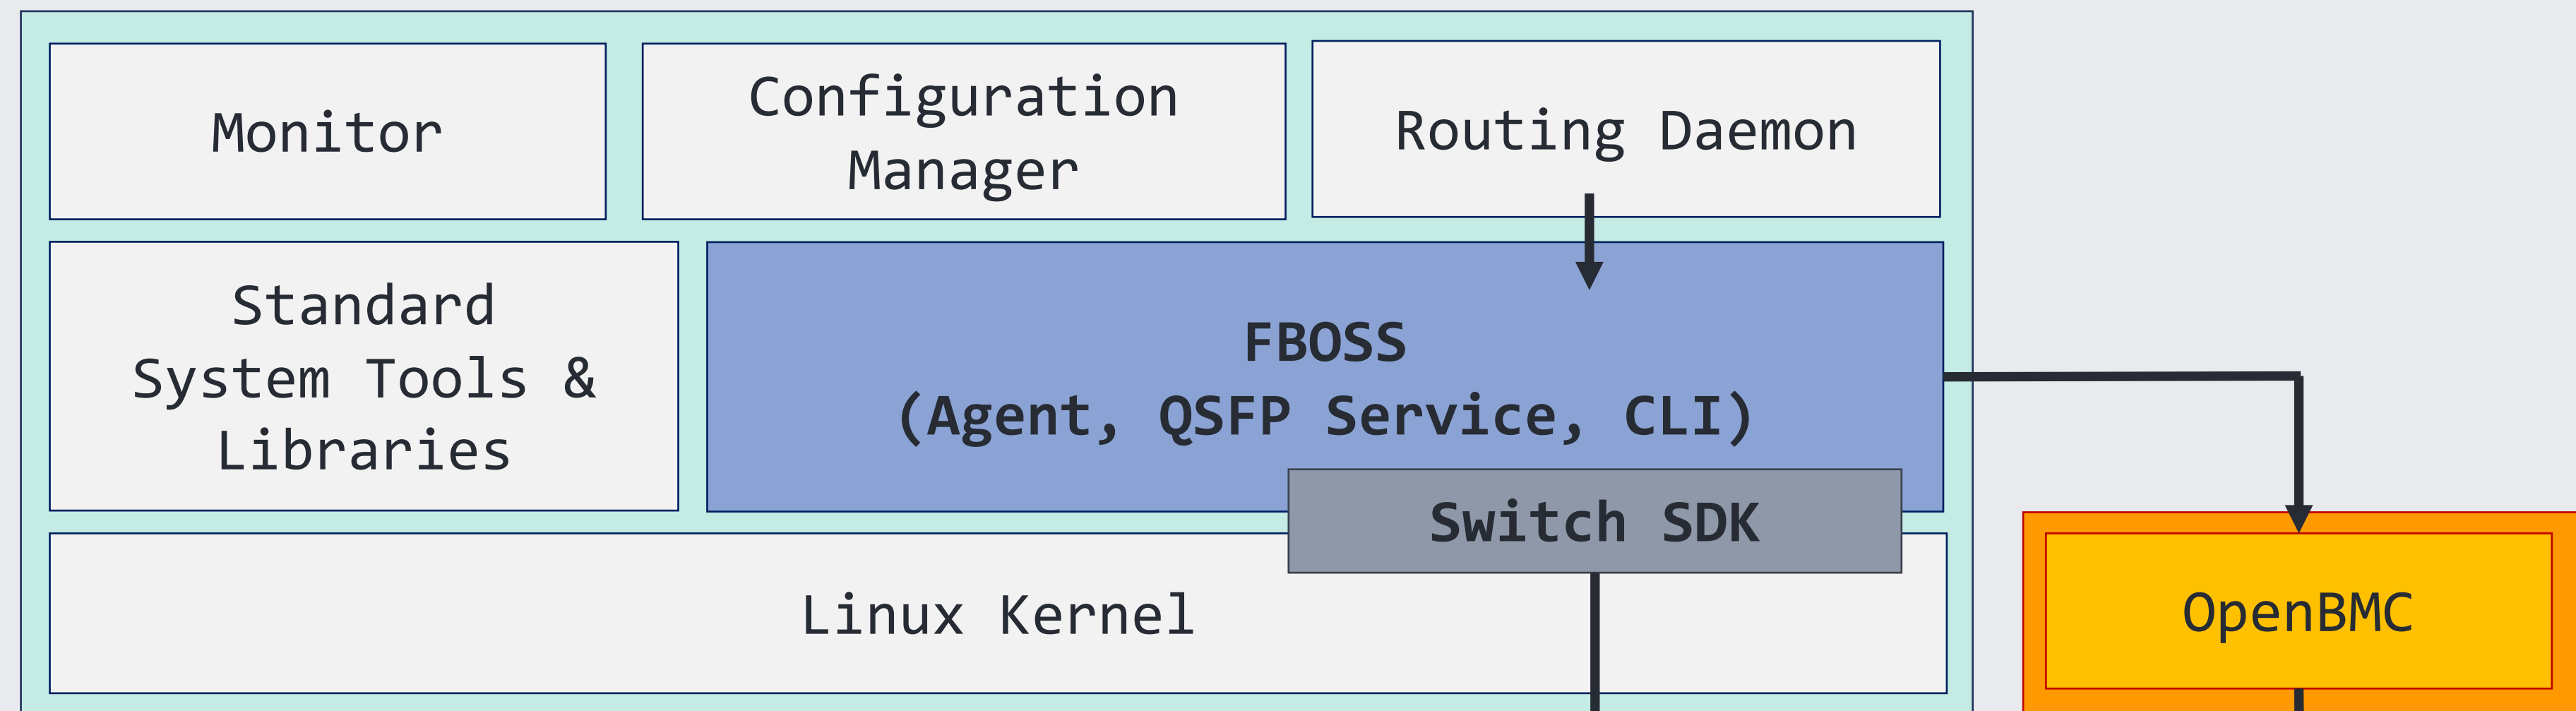 Monitor
Configuration
Manager
Routing Daemon
Standard
System Tools &
Libraries
FBOSS
(Agent, QSFP Service, CLI)
Switch SDK
Linux Kernel
OpenBMC